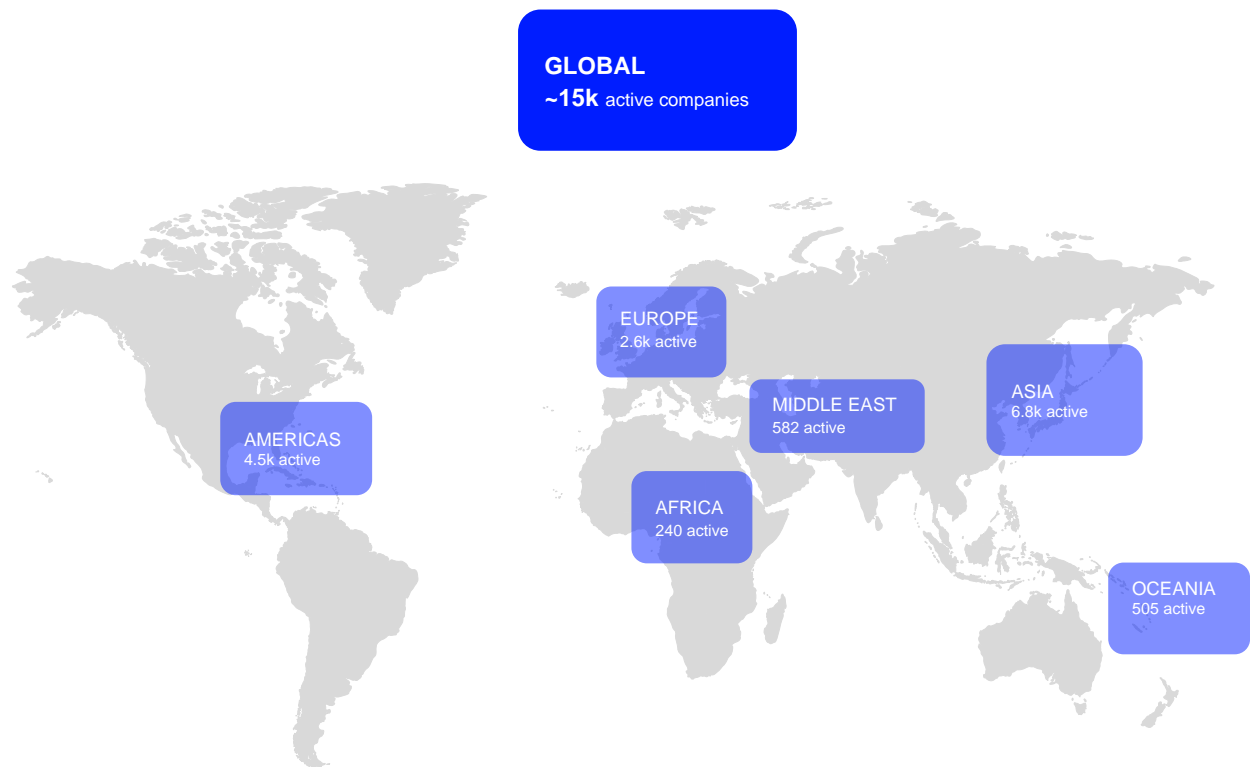 GLOBAL
~15k active companies
EUROPE
2.6k active
ASIA
6.8k active
MIDDLE EAST
582 active
AMERICAS
4.5k active
AFRICA
240 active
OCEANIA
505 active